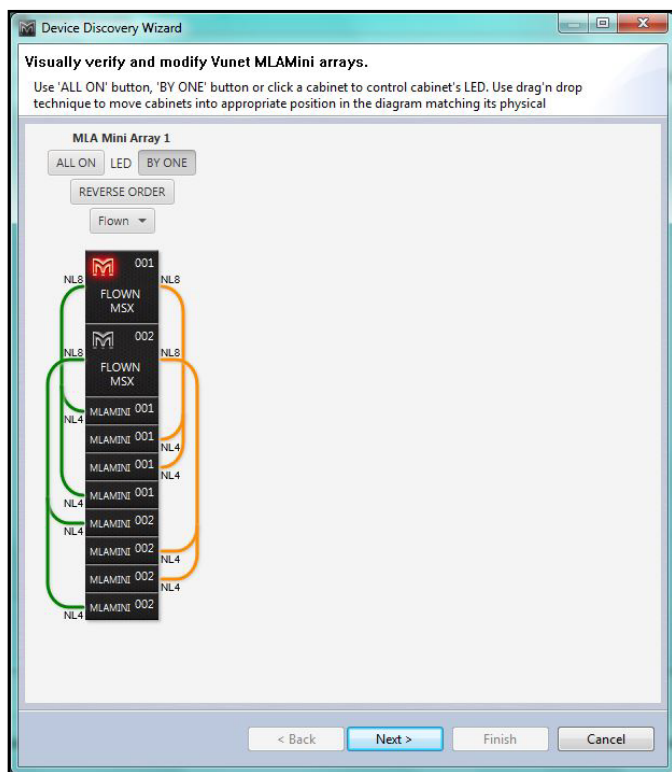 Device Discovery Wizard
Visually verify and modify Vunet MLAMini arrays.
Use 'ALL ON' button, 'BY ONE' button or click a cabinet to control cabinet's LED. Use drag'n drop
technique to move cabinets into appropriate position in the diagram matching its physical
MLA Mini Array 1
ALL ON LED BY ONE
REVERSE ORDER
Flown
001
NL8 NL8
FLOWN
MSX
002
NL8 NL8
FLOWN
MSX
MLAMINI 001
NL4
MLAMINI 001
NL4
MLAMINI 001
NL4
MLAMINI 001
NL4
MLAMINI 002
NL4
MLAMINI 002
NL4
MLAMINI 002
NL4
MLAMINI 002
NL4
< Back Next > Finish Cancel